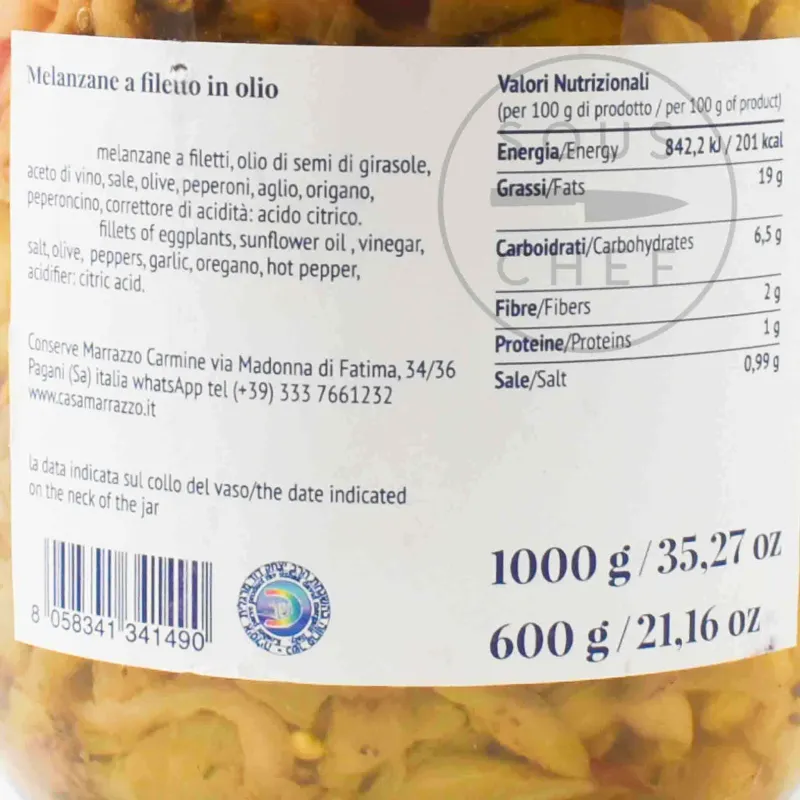 Melanzane a filetto in olio
melanzane a filetti, olio di semi di girasole,
aceto di vino, sale, olive, peperoni, aglio, origano,
peperoncino, correttore di acidità: acido citrico.
fillets of eggplants, sunflower oil , vinegar,
salt, olive, peppers, garlic, oregano, hot pepper,
acidifier: citric acid.
Conserve Marrazzo Carmine via Madonna di Fatima, 34/36
Pagani (Sa) italia whatsApp tel (+39) 333 7661232
www.casamarrazzo.it
la data indicata sul collo del vaso/the date indicated
on the neck of the jar
8 058341 341490
Valori Nutrizionali
(per 100 g di prodotto / per 100 g of product)
Energia/Energy 842,2 kJ / 201 kcal
Grassi/Fats 19 g
Carboidrati/Carbohydrates 6,5 g
Fibre/Fibers 2 g
Proteine/Proteins 1 g
Sale/Salt 0,99 g
1000 g / 35,27 oz
600 g / 21,16 oz
SOUS
CHEF